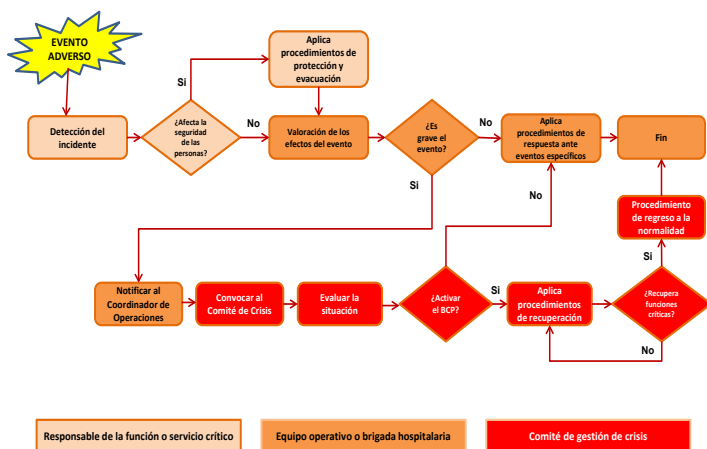 EVENTO
ADVERSO
Aplica
procedimientos de
protección y
evacuación
Si
Detección del
incidente
¿Afecta la
seguridad
de las
personas?
No
Valoración de los
efectos del evento
¿Es
grave el
evento?
No
Aplica
procedimientos de
respuesta ante
eventos específicos
Fin
Si
No
Procedimiento
de regreso a la
normalidad
Si
Notificar al
Coordinador de
Operaciones
Convocar al
Comité de Crisis
Evaluar la
situación
¿Activar
el BCP?
Si
Aplica
procedimientos
de recuperación
¿Recupera
funciones
críticas?
No
Responsable de la función o servicio crítico
Equipo operativo o brigada hospitalaria
Comité de gestión de crisis